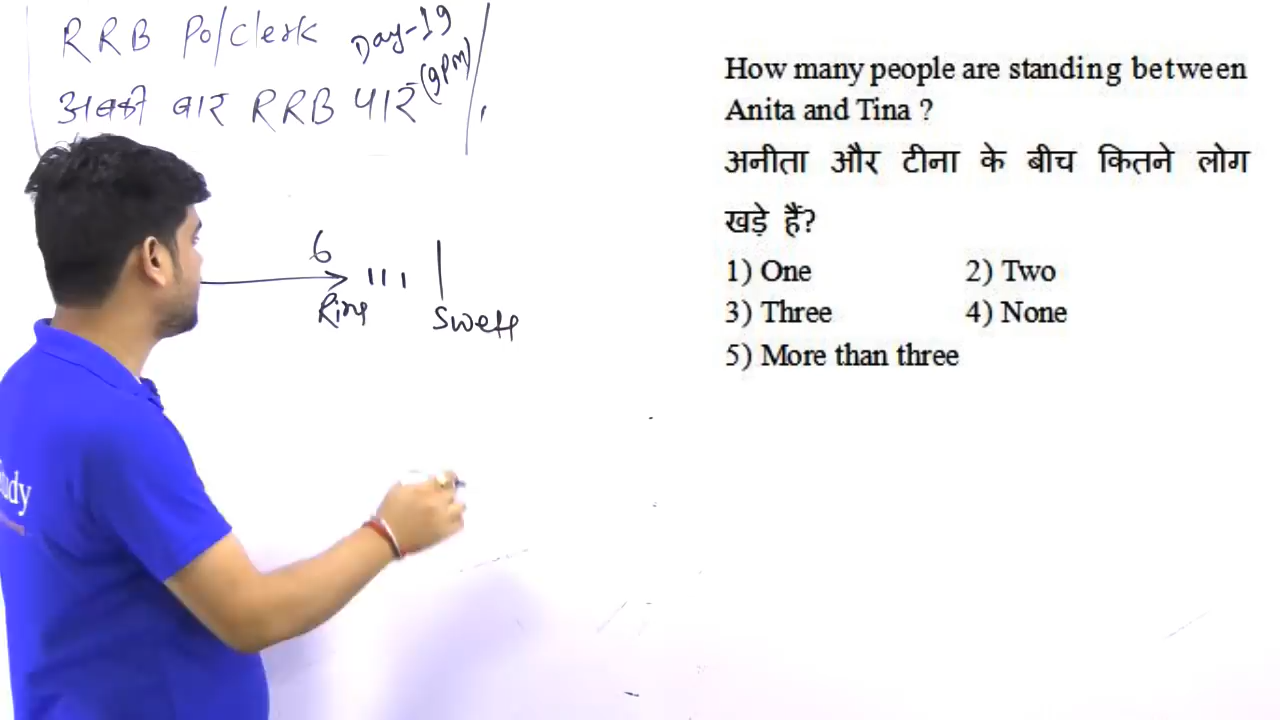 RRB Po/Clerk Day-19
अबकी बार RRB पार (9PM)
6
Swett
udy
How many people are standing between
Anita and Tina ?
अनीता और टीना के बीच कितने लोग
खड़े हैं?
1) One 2) Two
3) Three 4) None
5) More than three